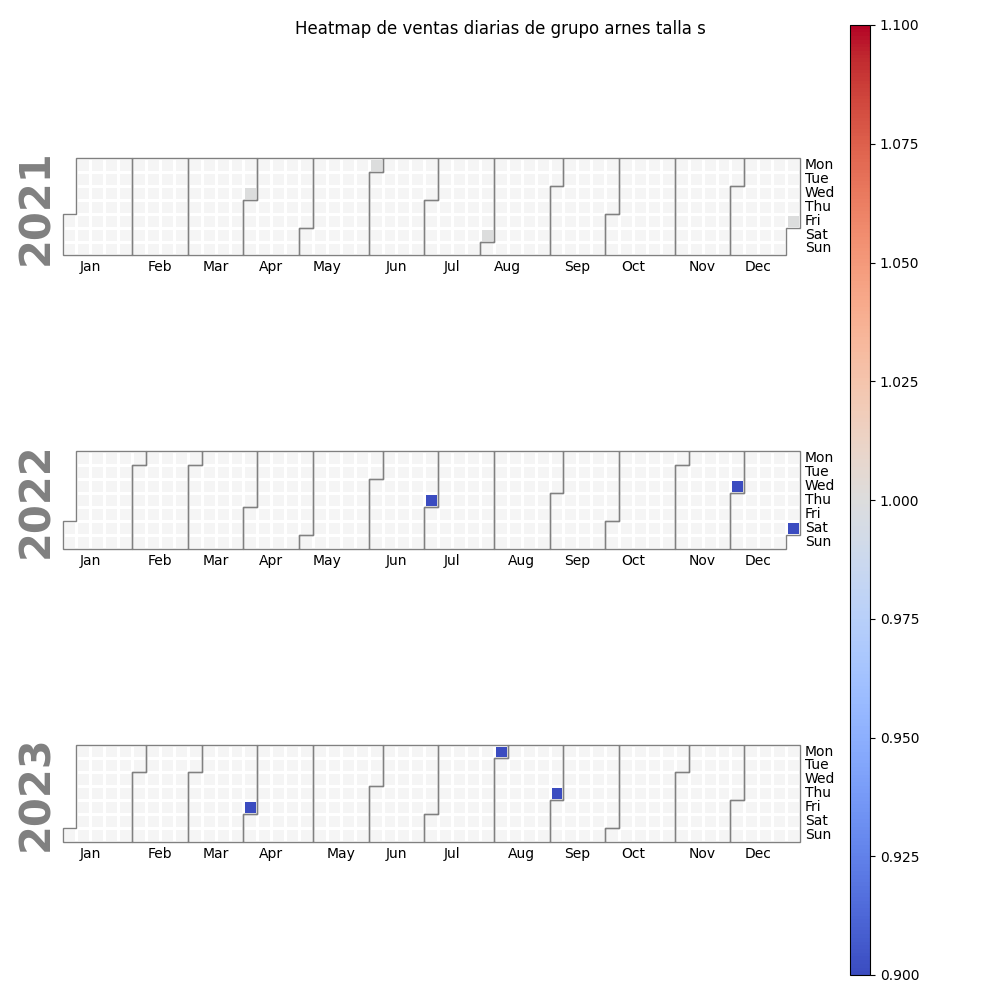 Heatmap de ventas diarias de grupo arnes talla s
2021
Mon
Tue
Wed
Thu
Fri
Sat
Sun
Jan Feb Mar Apr May Jun Jul Aug Sep Oct Nov Dec
2022
Mon
Tue
Wed
Thu
Fri
Sat
Sun
Jan Feb Mar Apr May Jun Jul Aug Sep Oct Nov Dec
2023
Mon
Tue
Wed
Thu
Fri
Sat
Sun
Jan Feb Mar Apr May Jun Jul Aug Sep Oct Nov Dec
1.100
1.075
1.050
1.025
1.000
0.975
0.950
0.925
0.900